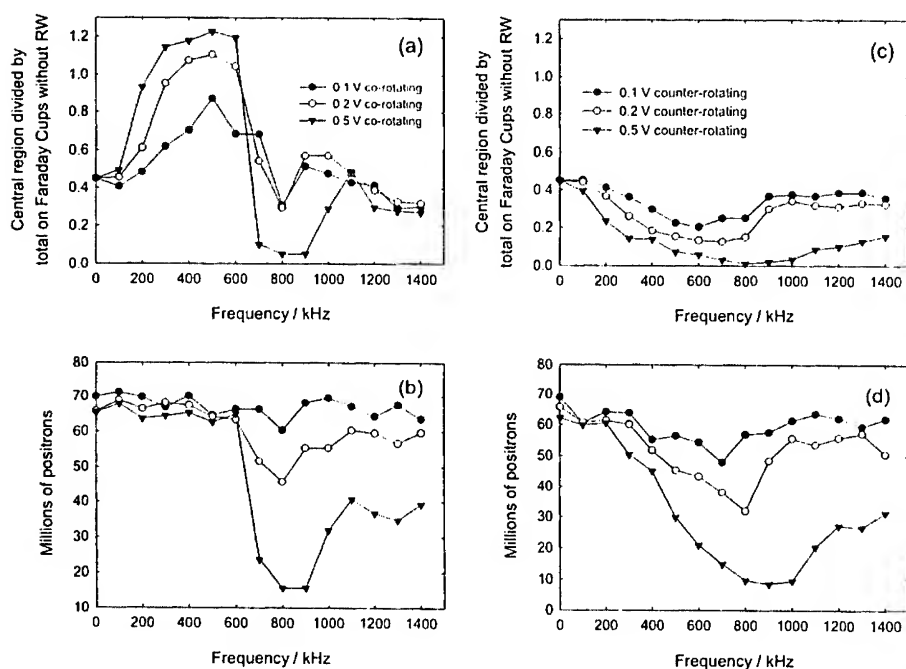 Central region divided by
total on Faraday Cups without RW
1.2
1.0
0.8
0.6
0.4
0.2
0.0
(a)
0 1 V co-rotating
0 2 V co-rotating
0 5 V co-rotating
0 200 400 600 800 1000 1200 1400
Frequency / kHz
Central region divided by
total on Faraday Cups without RW
1.2
1.0
0.8
0.6
0.4
0.2
0.0
(c)
0.1 V counter-rotating
0.2 V counter-rotating
0.5 V counter-rotating
0 200 400 600 800 1000 1200 1400
Frequency / kHz
Millions of positrons
80
70
60
50
40
30
20
10
(b)
0 200 400 600 800 1000 1200 1400
Frequency / kHz
Millions of positrons
80
70
60
50
40
30
20
10
0
(d)
0 200 400 600 800 1000 1200 1400
Frequency / kHz